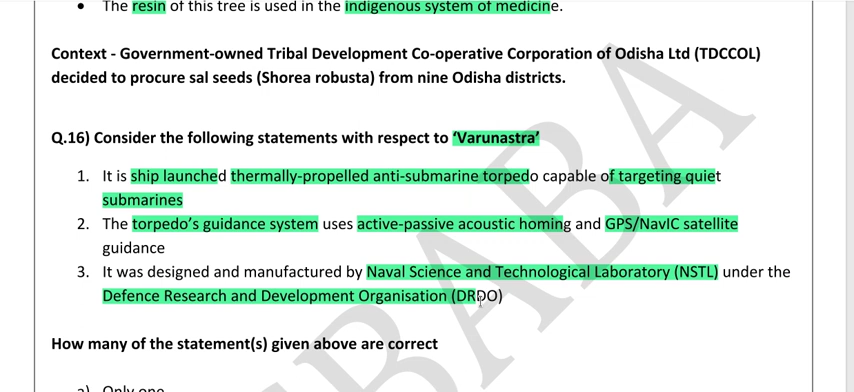 • The resin of this tree is used in the indigenous system of medicine.
Context - Government-owned Tribal Development Co-operative Corporation of Odisha Ltd (TDCCOL)
decided to procure sal seeds (Shorea robusta) from nine Odisha districts.
Q.16) Consider the following statements with respect to ‘Varunastra’
1. It is ship launched thermally-propelled anti-submarine torpedo capable of targeting quiet
submarines
2. The torpedo’s guidance system uses active-passive acoustic homing and GPS/NavIC satellite
guidance
3. It was designed and manufactured by Naval Science and Technological Laboratory (NSTL) under the
Defence Research and Development Organisation (DRDO)
How many of the statement(s) given above are correct
a) Only one
BABA